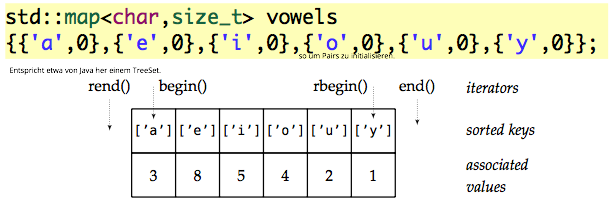 std::map<char,size_t> vowels
{{'a',0},{'e',0},{'i',0},{'o',0},{'u',0},{'y',0}};
so um Pairs zu initialisieren.
Entspricht etwa von Java her einem TreeSet.
rend() begin() rbegin() end() iterators
['a'] ['e'] ['i'] ['o'] ['u'] ['y'] sorted keys
3 8 5 4 2 1 associated
values